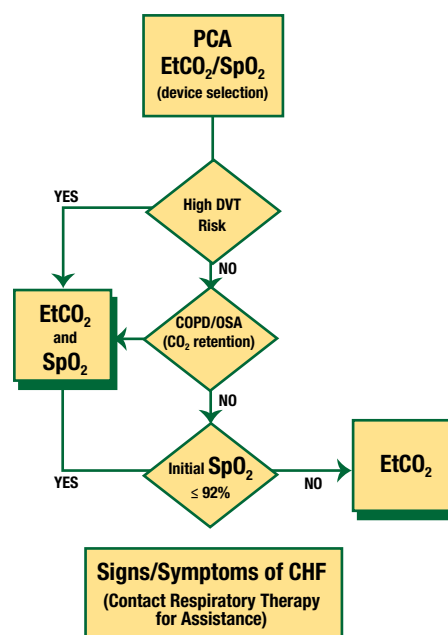 PCA
EtCO₂/SpO₂
(device selection)
YES
High DVT
Risk
NO
EtCO₂
and
SpO₂
COPD/OSA
(CO₂ retention)
NO
Initial SpO₂
≤ 92%
YES
NO
EtCO₂
Signs/Symptoms of CHF
(Contact Respiratory Therapy
for Assistance)